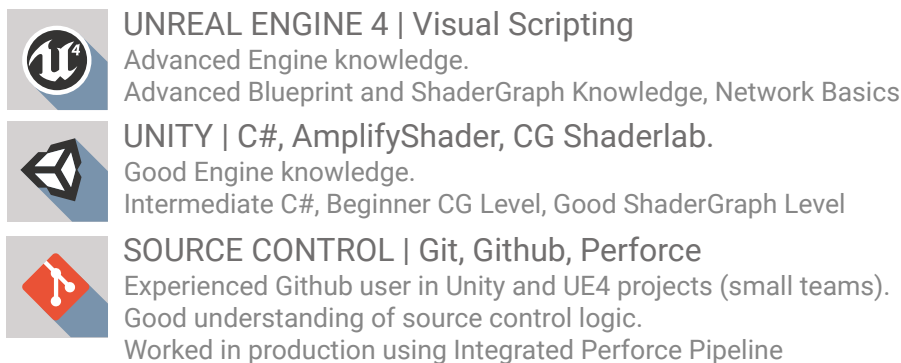 UNREAL ENGINE 4 | Visual Scripting
Advanced Engine knowledge.
Advanced Blueprint and ShaderGraph Knowledge, Network Basics
UNITY | C#, AmplifyShader, CG Shaderlab.
Good Engine knowledge.
Intermediate C#, Beginner CG Level, Good ShaderGraph Level
SOURCE CONTROL | Git, Github, Perforce
Experienced Github user in Unity and UE4 projects (small teams).
Good understanding of source control logic.
Worked in production using Integrated Perforce Pipeline